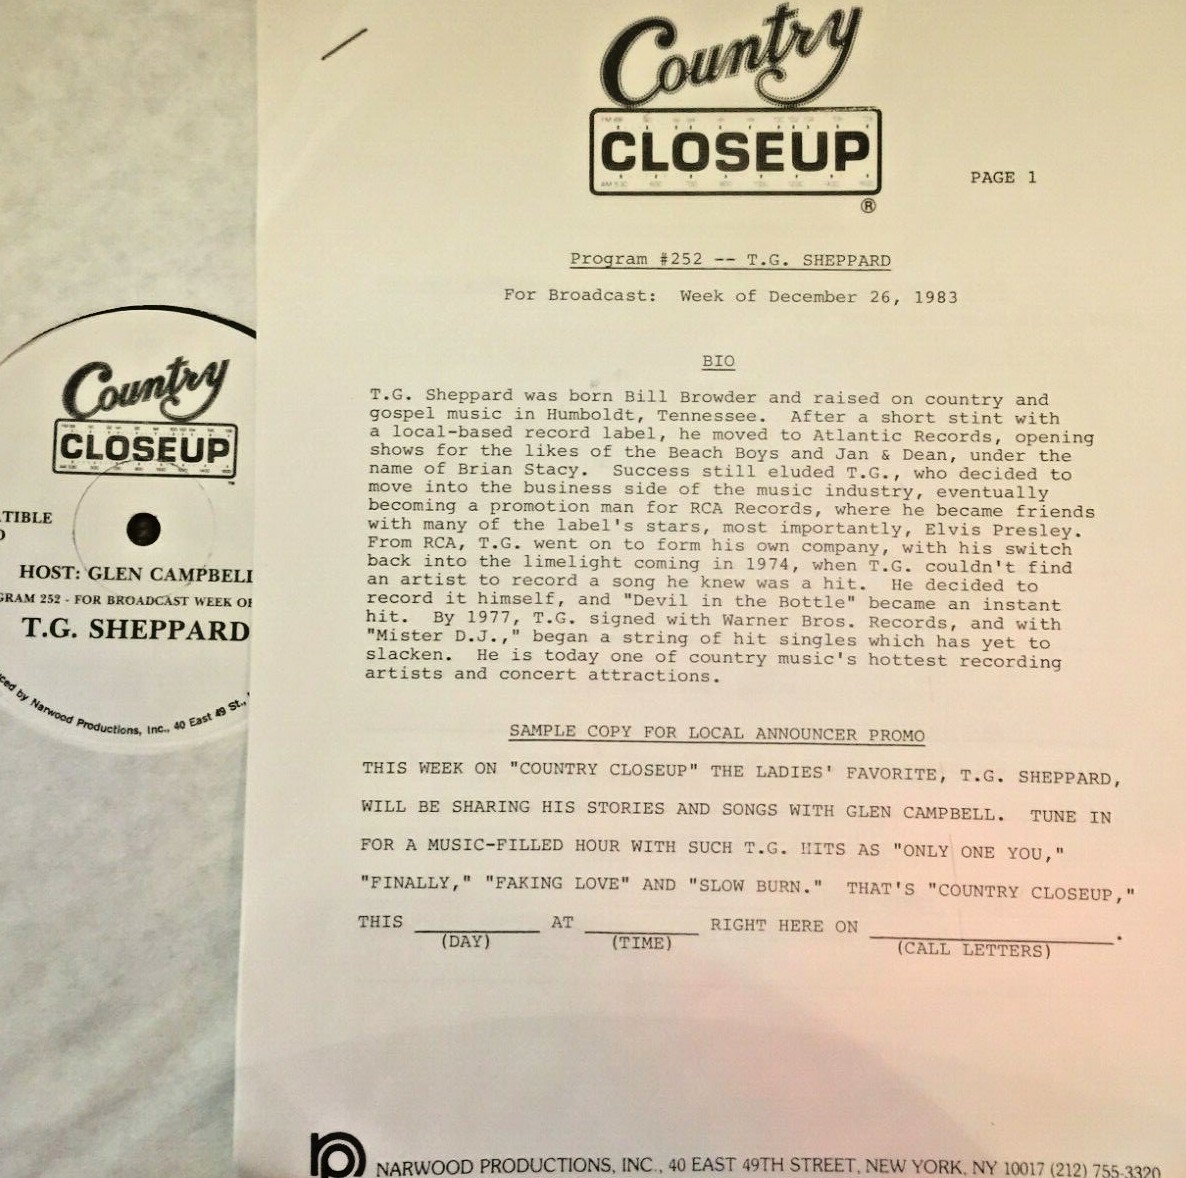 Country
CLOSEUP
®
PAGE 1
Program #252 -- T.G. SHEPPARD
For Broadcast: Week of December 26, 1983
BIO
T.G. Sheppard was born Bill Browder and raised on country and
gospel music in Humboldt, Tennessee. After a short stint with
a local-based record label, he moved to Atlantic Records, opening
shows for the likes of the Beach Boys and Jan & Dean, under the
name of Brian Stacy. Success still eluded T.G., who decided to
move into the business side of the music industry, eventually
becoming a promotion man for RCA Records, where he became friends
with many of the label's stars, most importantly, Elvis Presley.
From RCA, T.G. went on to form his own company, with his switch
back into the limelight coming in 1974, when T.G. couldn't find
an artist to record a song he knew was a hit. He decided to
record it himself, and "Devil in the Bottle" became an instant
hit. By 1977, T.G. signed with Warner Bros. Records, and with
"Mister D.J.," began a string of hit singles which has yet to
slacken. He is today one of country music's hottest recording
artists and concert attractions.
SAMPLE COPY FOR LOCAL ANNOUNCER PROMO
THIS WEEK ON "COUNTRY CLOSEUP" THE LADIES' FAVORITE, T.G. SHEPPARD,
WILL BE SHARING HIS STORIES AND SONGS WITH GLEN CAMPBELL. TUNE IN
FOR A MUSIC-FILLED HOUR WITH SUCH T.G. HITS AS "ONLY ONE YOU,"
"FINALLY," "FAKING LOVE" AND "SLOW BURN." THAT'S "COUNTRY CLOSEUP,"
THIS ____ AT ____ RIGHT HERE ON ____.
(DAY) (TIME) (CALL LETTERS)
NARWOOD PRODUCTIONS, INC., 40 EAST 49TH STREET, NEW YORK, NY 10017 (212) 755-3320
Country
CLOSEUP
™
TIBLE
HOST: GLEN CAMPBELL
GRAM 252 - FOR BROADCAST WEEK OF
T.G. SHEPPARD
ced by Narwood Productions, Inc., 40 East 49 St.,